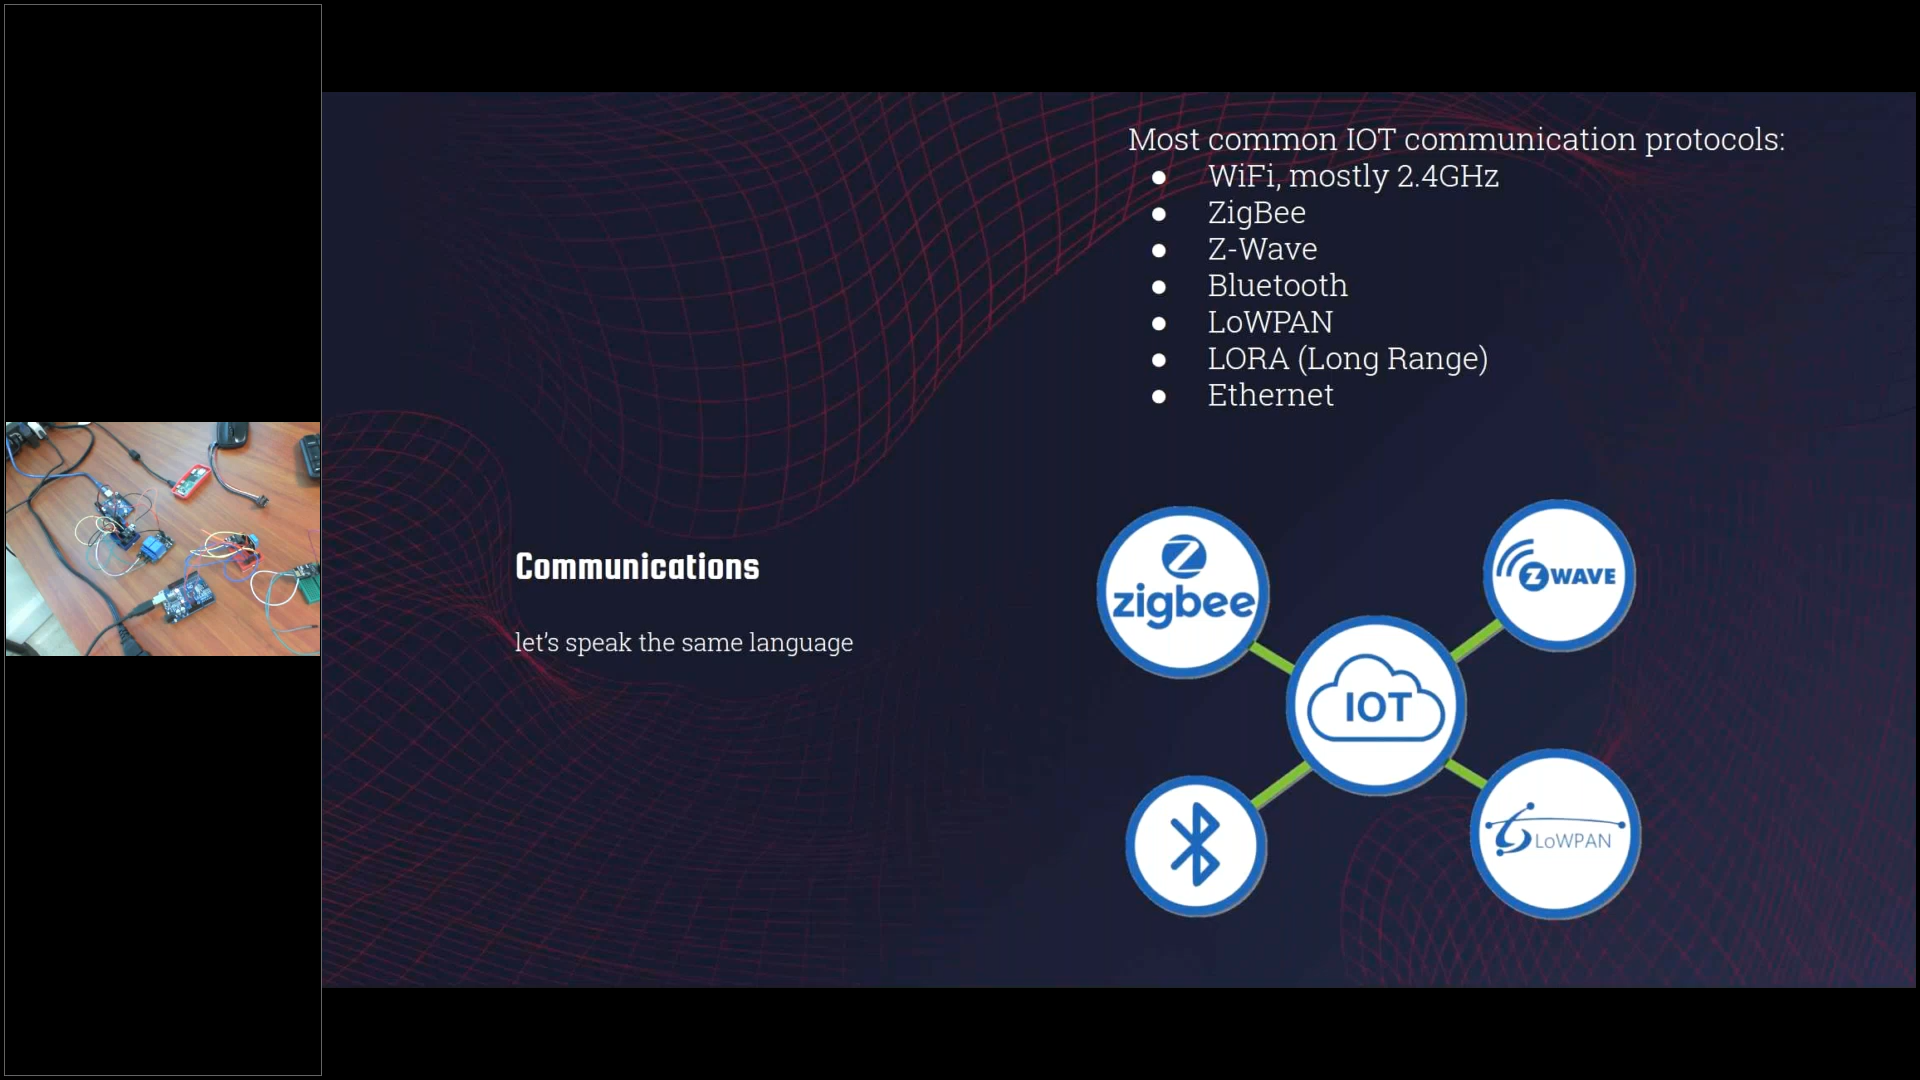 Most common IOT communication protocols:
● WiFi, mostly 2.4GHz
● ZigBee
● Z-Wave
● Bluetooth
● LoWPAN
● LORA (Long Range)
● Ethernet
Communications
let's speak the same language
Z
zigbee
Z WAVE
IOT
6LoWPAN